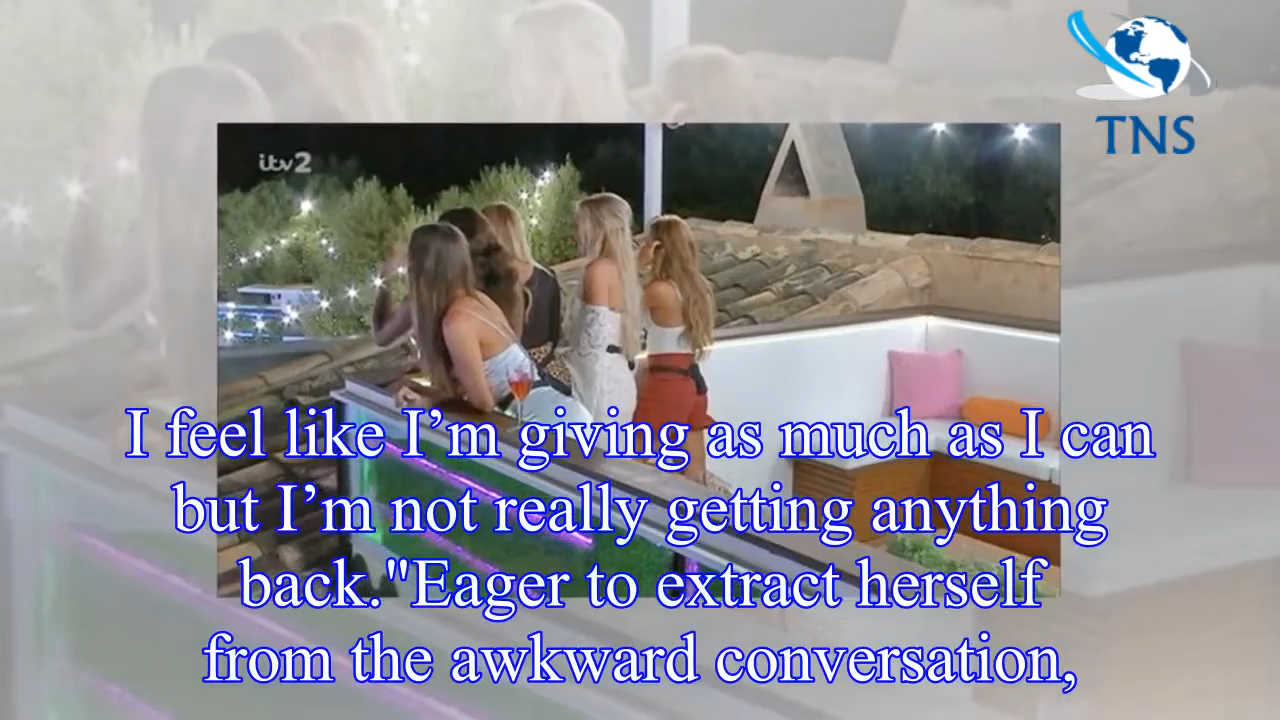 TNS
itv2
I feel like I’m giving as much as I can
but I’m not really getting anything
back."Eager to extract herself
from the awkward conversation,